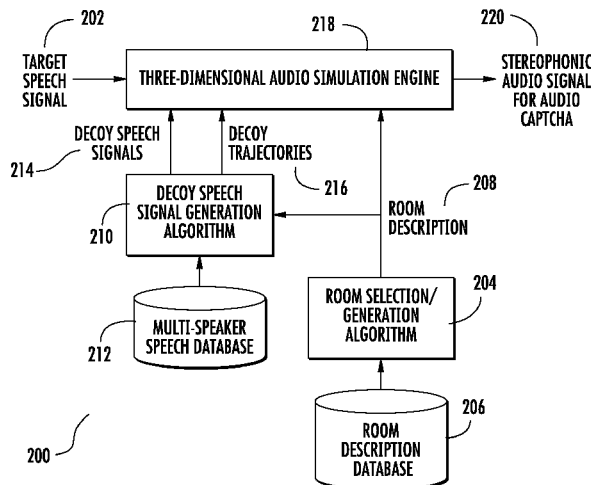 202
TARGET
SPEECH
SIGNAL
218
THREE-DIMENSIONAL AUDIO SIMULATION ENGINE
220
STEREOPHONIC
AUDIO SIGNAL
FOR AUDIO
CAPTCHA
DECOY SPEECH
SIGNALS
214
DECOY
TRAJECTORIES
216
DECOY SPEECH
SIGNAL GENERATION
ALGORITHM
210
208
ROOM
DESCRIPTION
MULTI-SPEAKER
SPEECH DATABASE
212
ROOM SELECTION/
GENERATION
ALGORITHM
204
ROOM
DESCRIPTION
DATABASE
206
200